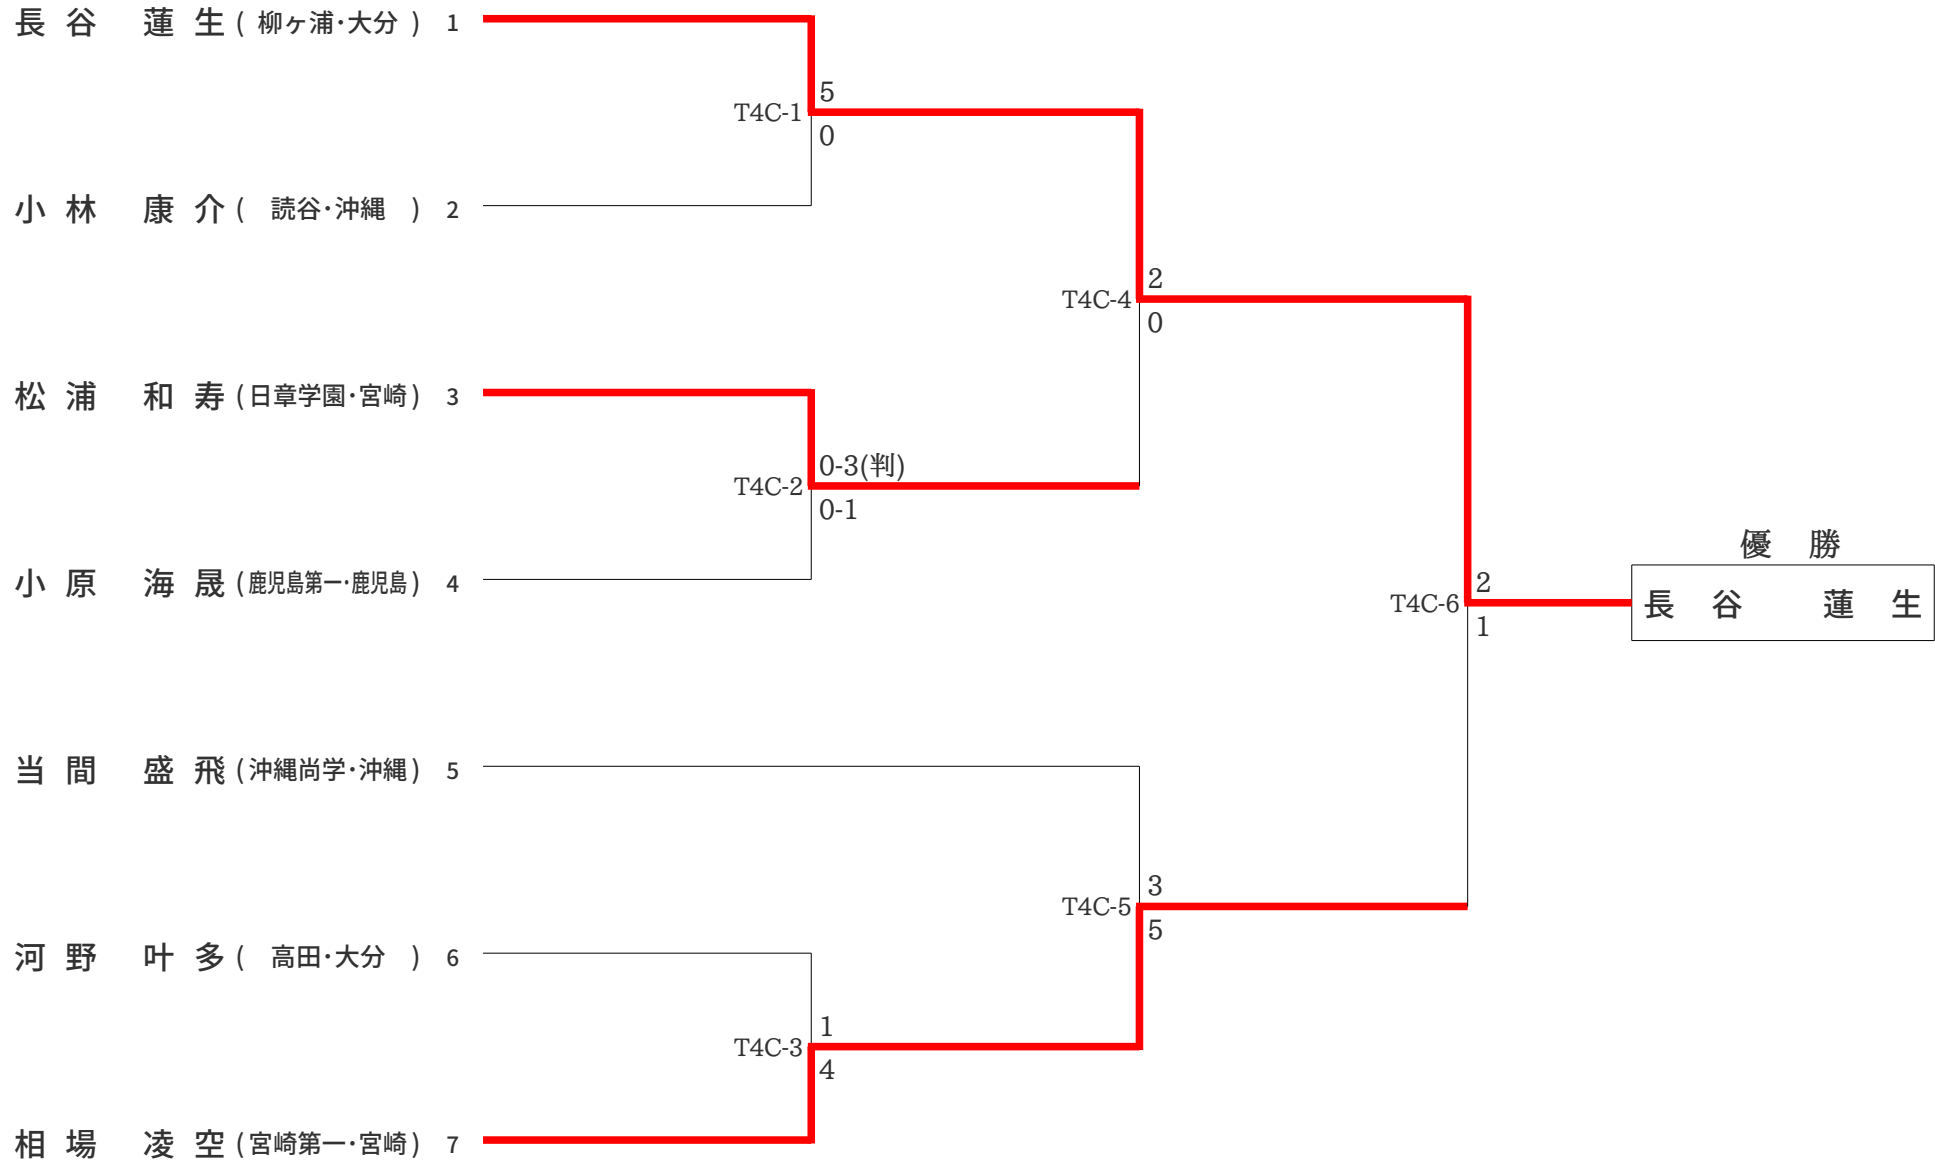 長谷 蓮生 ( 柳ヶ浦・大分 ) 1
5
T4C-1
0
小林 康介 ( 読谷・沖縄 ) 2
2
T4C-4
0
松浦 和寿 ( 日章学園・宮崎 ) 3
0-3(判)
T4C-2
0-1
優 勝
小原 海晟 ( 鹿児島第一・鹿児島 ) 4
2
T4C-6
長 谷 蓮 生
1
当間 盛飛 ( 沖縄尚学・沖縄 ) 5
3
T4C-5
5
河野 叶多 ( 高田・大分 ) 6
1
T4C-3
4
相場 凌空 ( 宮崎第一・宮崎 ) 7